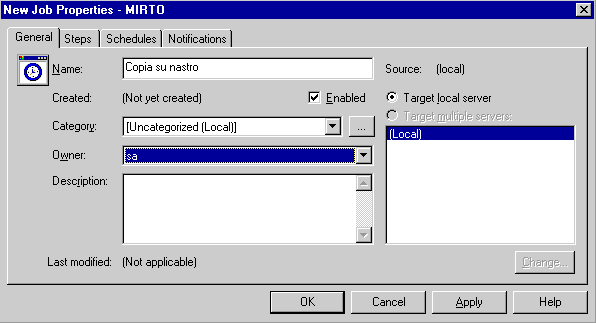 New Job Properties - MIRTO
General Steps Schedules Notifications
Name: Copia su nastro Source: (local)
Created: (Not yet created) Enabled Target local server
Target multiple servers:
Category: [Uncategorized (Local)] ... (Local)
Owner: sa
Description:
Last modified: (Not applicable) Change...
OK Cancel Apply Help